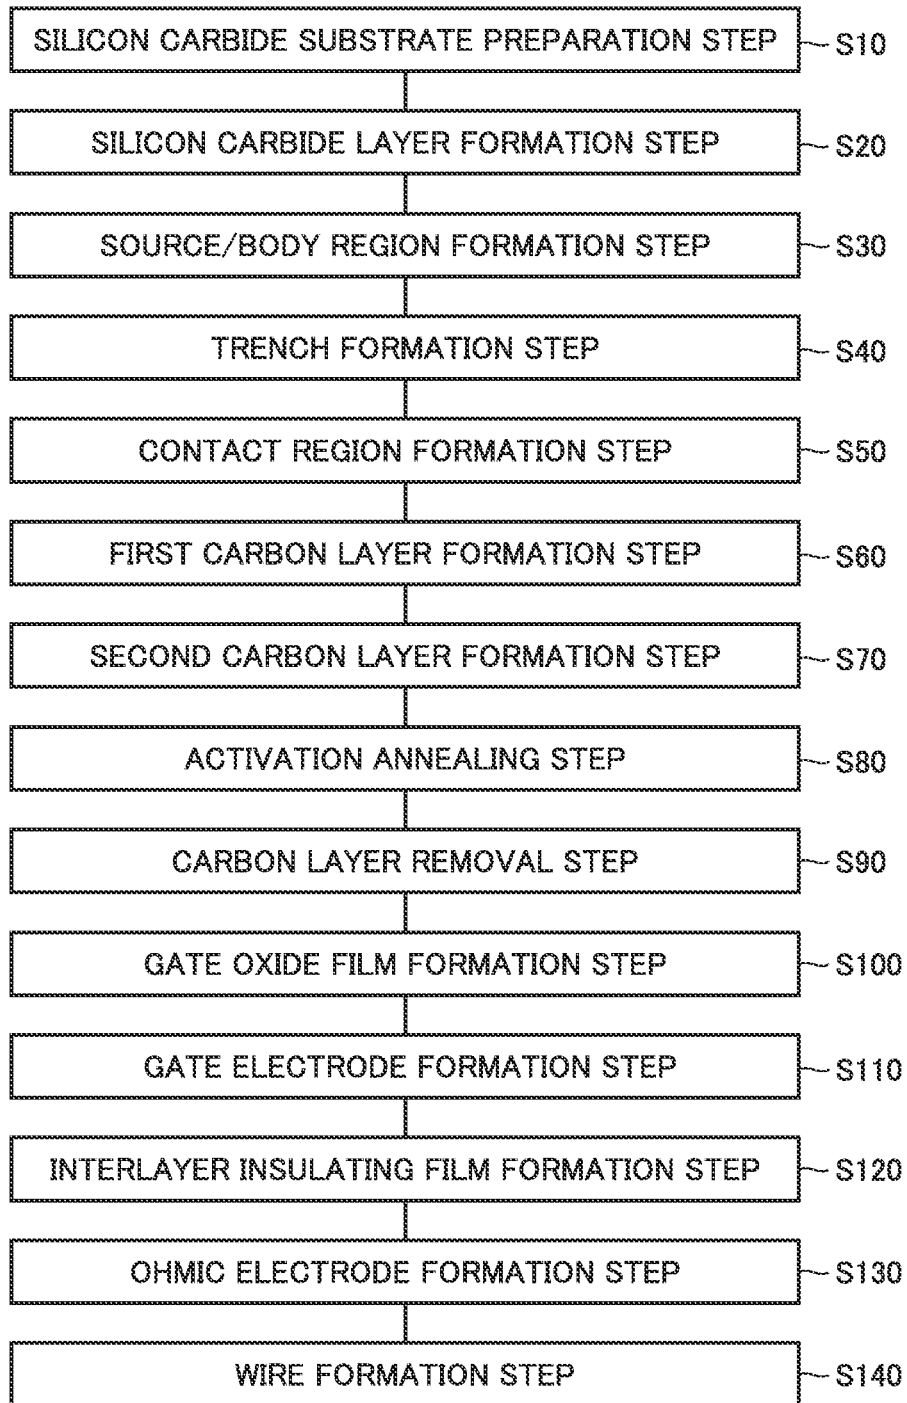 SILICON CARBIDE SUBSTRATE PREPARATION STEP S10
SILICON CARBIDE LAYER FORMATION STEP S20
SOURCE/BODY REGION FORMATION STEP S30
TRENCH FORMATION STEP S40
CONTACT REGION FORMATION STEP S50
FIRST CARBON LAYER FORMATION STEP S60
SECOND CARBON LAYER FORMATION STEP S70
ACTIVATION ANNEALING STEP S80
CARBON LAYER REMOVAL STEP S90
GATE OXIDE FILM FORMATION STEP S100
GATE ELECTRODE FORMATION STEP S110
INTERLAYER INSULATING FILM FORMATION STEP S120
OHMIC ELECTRODE FORMATION STEP S130
WIRE FORMATION STEP S140